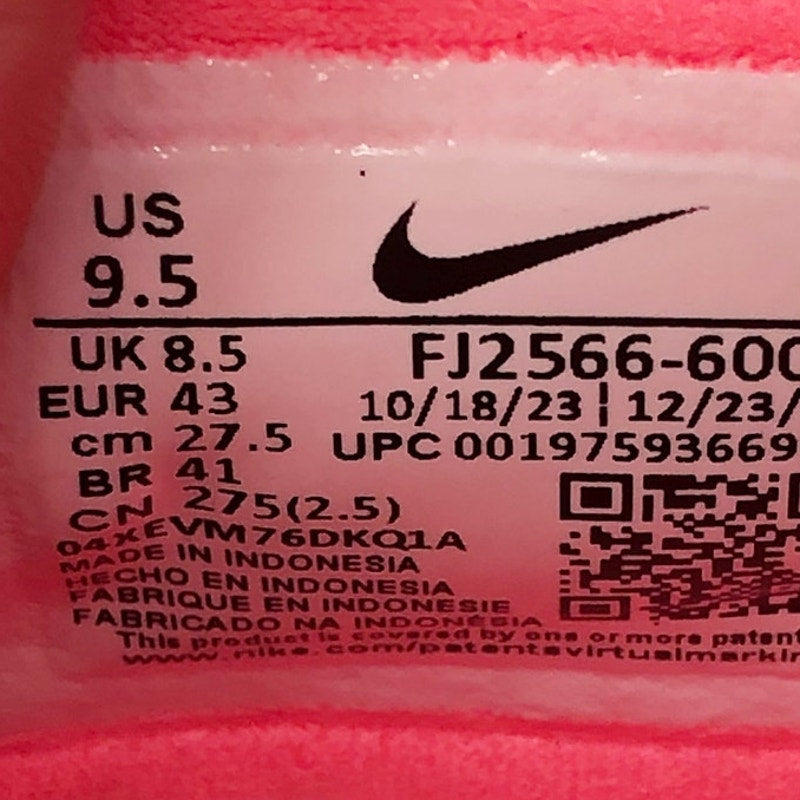 US
9.5
UK 8.5
EUR 43
cm 27.5
BR 41
CN 275(2.5)
04XEVM76DKQ1A
MADE IN INDONESIA
HECHO EN INDONESIA
FABRIQUE EN INDONESIE
FABRICADO NA INDONÉSIA
This product is covered by one or more patent
www.nike.com/patentsvirtualmarkin
FJ2566-600
10/18/23 | 12/23/
UPC 00197593669